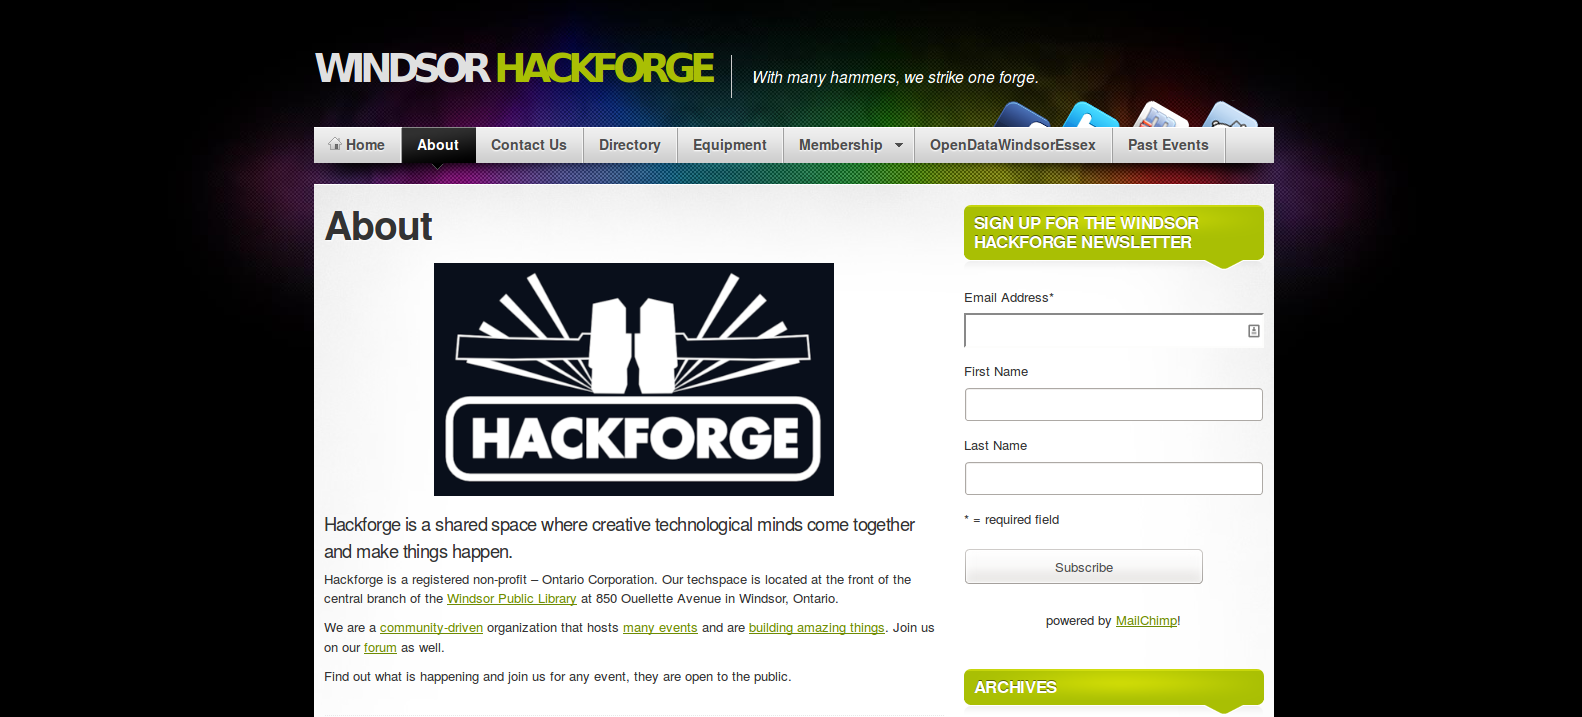 WINDSOR HACKFORGE
With many hammers, we strike one forge.
Home About Contact Us Directory Equipment Membership OpenDataWindsorEssex Past Events
About
HACKFORGE
Hackforge is a shared space where creative technological minds come together
and make things happen.
Hackforge is a registered non-profit – Ontario Corporation. Our techspace is located at the front of the
central branch of the Windsor Public Library at 850 Ouellette Avenue in Windsor, Ontario.
We are a community-driven organization that hosts many events and are building amazing things. Join us
on our forum as well.
Find out what is happening and join us for any event, they are open to the public.
SIGN UP FOR THE WINDSOR
HACKFORGE NEWSLETTER
Email Address*
First Name
Last Name
* = required field
Subscribe
powered by MailChimp!
ARCHIVES